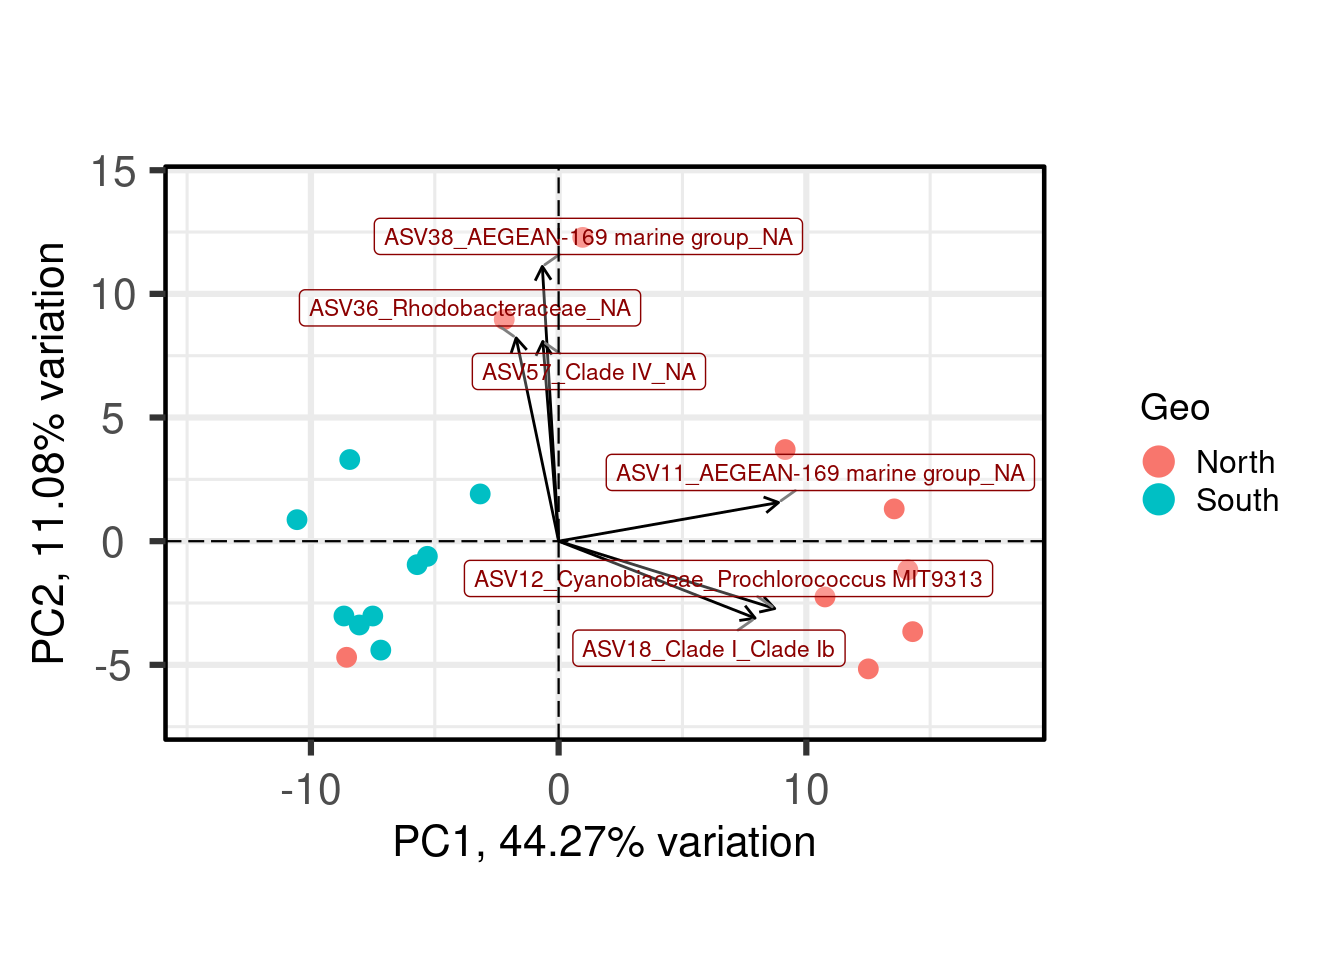 15
10
5
0
-5
PC2, 11.08% variation
ASV38_AEGEAN-169 marine group_NA
ASV36_Rhodobacteraceae_NA
ASV57_Clade IV_NA
ASV11_AEGEAN-169 marine group_NA
ASV12_Cyanobiaceae_Prochlorococcus MIT9313
ASV18_Clade I_Clade Ib
-10
0
10
PC1, 44.27% variation
Geo
North
South